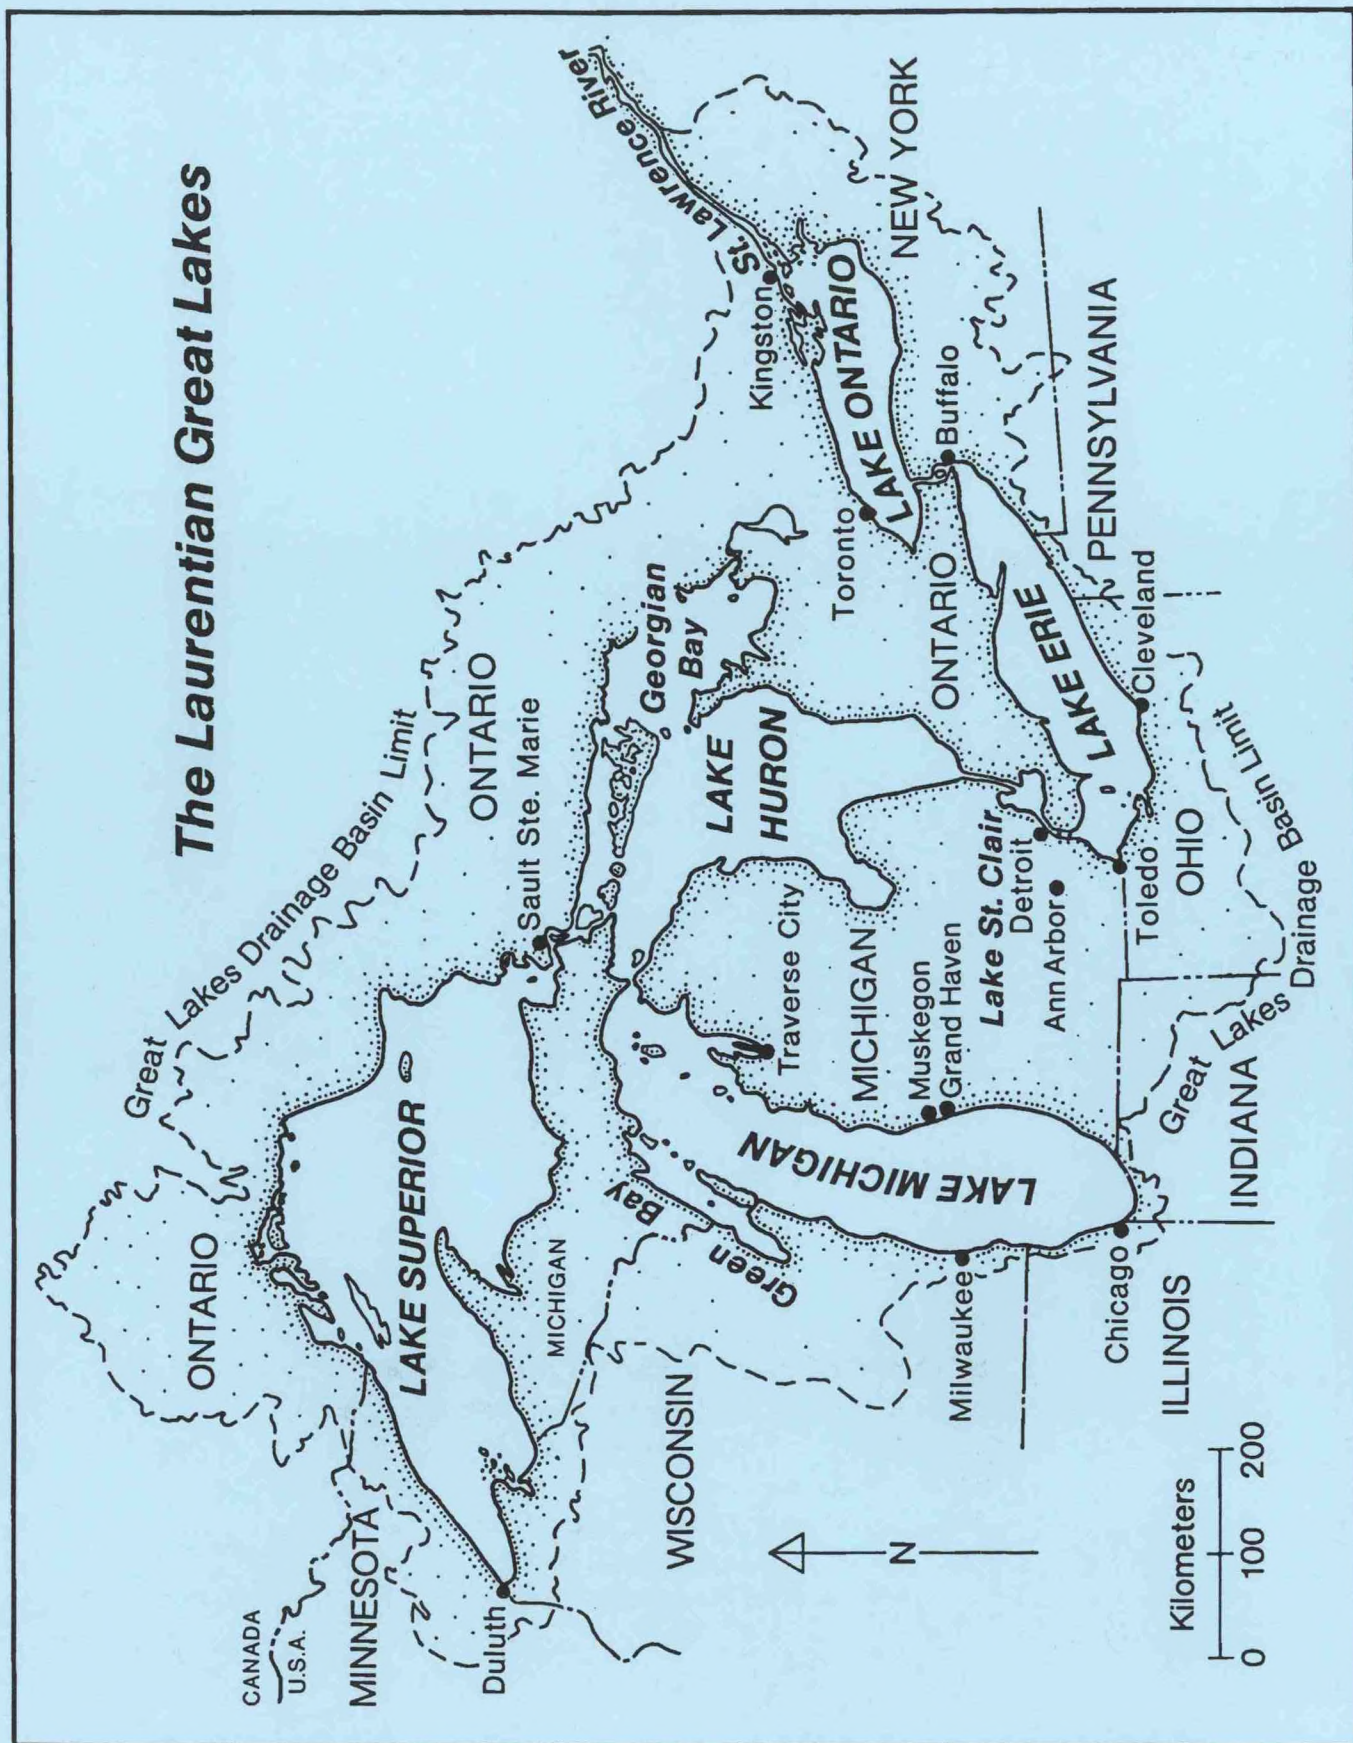 The Laurentian Great Lakes
CANADA
U.S.A.
MINNESOTA
Duluth
ONTARIO
Great Lakes Drainage Basin Limit
ONTARIO
LAKE SUPERIOR
Sault Ste. Marie
MICHIGAN
WISCONSIN
Green Bay
Georgian
Bay
LAKE
HURON
St. Lawrence River
Kingston
LAKE ONTARIO
Toronto
NEW YORK
Buffalo
ONTARIO
LAKE ERIE
PENNSYLVANIA
Cleveland
Traverse City
MICHIGAN
LAKE MICHIGAN
Muskegon
Grand Haven
Lake St. Clair
Detroit
Ann Arbor
Toledo
OHIO
Milwaukee
Chicago
ILLINOIS
INDIANA
Great Lakes
Drainage Basin Limit
N
Kilometers
0 100 200